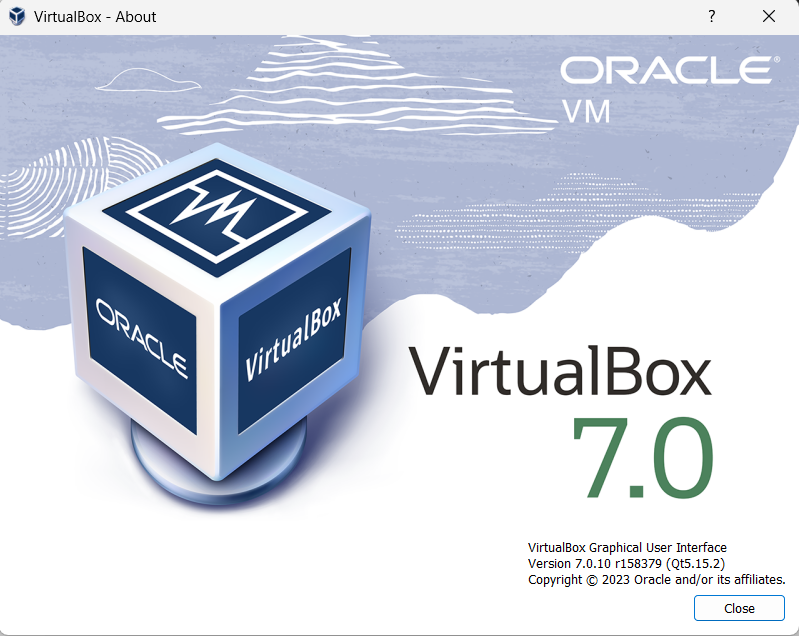 VirtualBox - About
?
ORACLE®
VM
ORACLE
VirtualBox
VirtualBox
7.0
VirtualBox Graphical User Interface
Version 7.0.10 r158379 (Qt5.15.2)
Copyright © 2023 Oracle and/or its affiliates.
Close